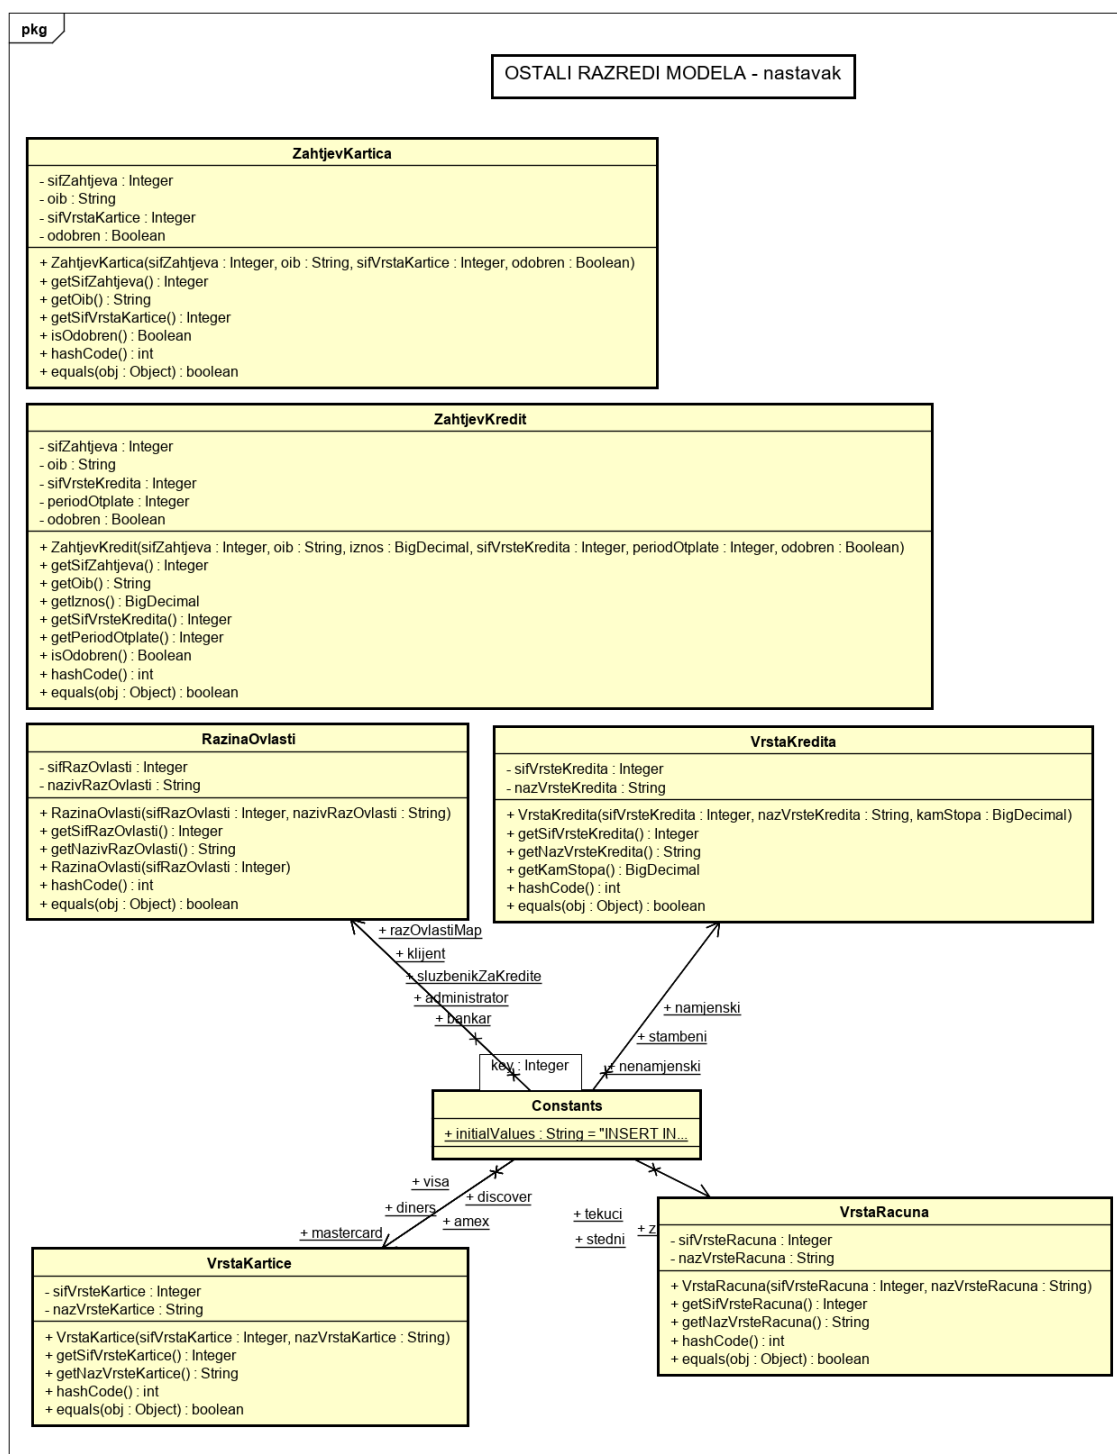 pkg
OSTALI RAZREDI MODELA - nastavak
ZahtjevKartica
- sifZahtjeva : Integer
- oib : String
- sifVrstaKartice : Integer
- odobren : Boolean
+ ZahtjevKartica(sifZahtjeva : Integer, oib : String, sifVrstaKartice : Integer, odobren : Boolean)
+ getSifZahtjeva() : Integer
+ getOib() : String
+ getSifVrstaKartice() : Integer
+ isOdobren() : Boolean
+ hashCode() : int
+ equals(obj : Object) : boolean
ZahtjevKredit
- sifZahtjeva : Integer
- oib : String
- sifVrsteKredita : Integer
- periodOtplate : Integer
- odobren : Boolean
+ ZahtjevKredit(sifZahtjeva : Integer, oib : String, iznos : BigDecimal, sifVrsteKredita : Integer, periodOtplate : Integer, odobren : Boolean)
+ getSifZahtjeva() : Integer
+ getOib() : String
+ getIznos() : BigDecimal
+ getSifVrsteKredita() : Integer
+ getPeriodOtplate() : Integer
+ isOdobren() : Boolean
+ hashCode() : int
+ equals(obj : Object) : boolean
RazinaOvlasti
- sifRazOvlasti : Integer
- nazivRazOvlasti : String
+ RazinaOvlasti(sifRazOvlasti : Integer, nazivRazOvlasti : String)
+ getSifRazOvlasti() : Integer
+ getNazivRazOvlasti() : String
+ RazinaOvlasti(sifRazOvlasti : Integer)
+ hashCode() : int
+ equals(obj : Object) : boolean
VrstaKredita
- sifVrsteKredita : Integer
- nazVrsteKredita : String
+ VrstaKredita(sifVrsteKredita : Integer, nazVrsteKredita : String, kamStopa : BigDecimal)
+ getSifVrsteKredita() : Integer
+ getNazVrsteKredita() : String
+ getKamStopa() : BigDecimal
+ hashCode() : int
+ equals(obj : Object) : boolean
+ razOvlastiMap
+ klijent
+ sluzbenikZaKredite
+ administrator
+ bankar
+ namjenski
+ stambeni
+ nenamjenski
key : Integer
Constants
+ initialValues : String = "INSERT IN...
+ visa
+ discover
+ diners
+ amex
+ mastercard
+ tekuci
+ stedni
+ z
VrstaKartice
- sifVrsteKartice : Integer
- nazVrsteKartice : String
+ VrstaKartice(sifVrstaKartice : Integer, nazVrstaKartice : String)
+ getSifVrsteKartice() : Integer
+ getNazVrsteKartice() : String
+ hashCode() : int
+ equals(obj : Object) : boolean
VrstaRacuna
- sifVrsteRacuna : Integer
- nazVrsteRacuna : String
+ VrstaRacuna(sifVrsteRacuna : Integer, nazVrsteRacuna : String)
+ getSifVrsteRacuna() : Integer
+ getNazVrsteRacuna() : String
+ hashCode() : int
+ equals(obj : Object) : boolean